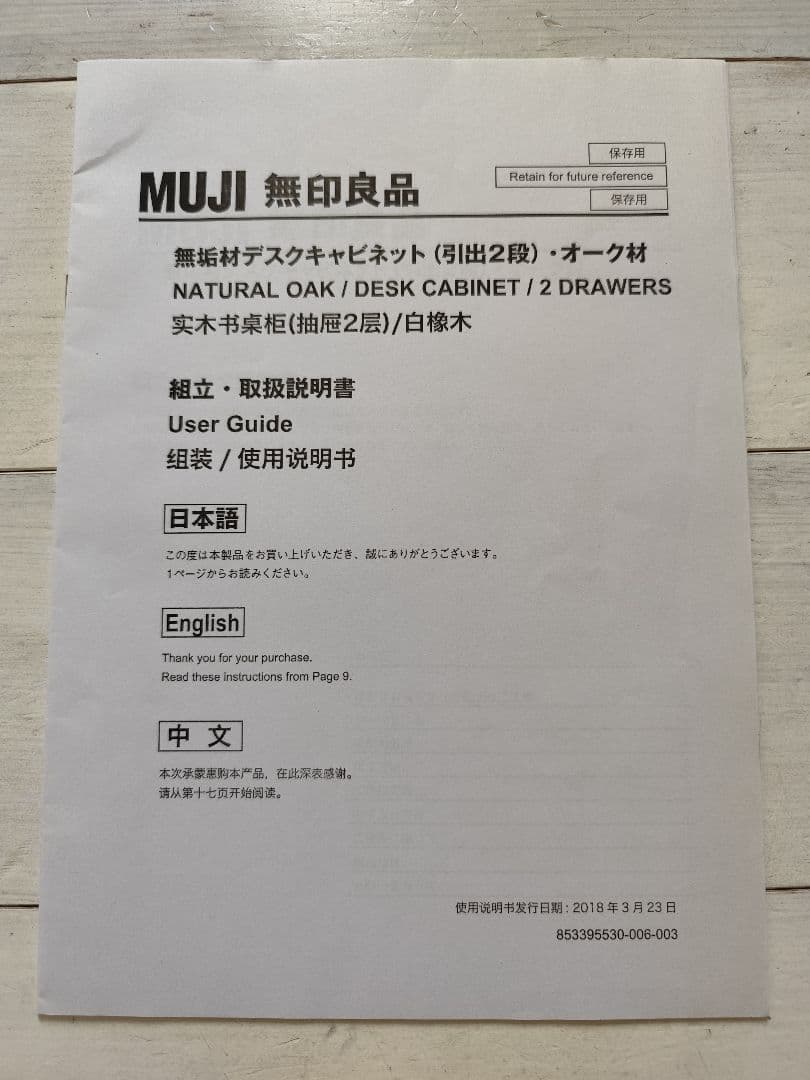 保存用
Retain for future reference
保存用
MUJI 無印良品
無垢材デスクキャビネット（引出2段）・オーク材
NATURAL OAK / DESK CABINET / 2 DRAWERS
实木书桌柜(抽屉2层)/白橡木
組立・取扱説明書
User Guide
组装 / 使用说明书
日本語
この度は本製品をお買い上げいただき、誠にありがとうございます。
1ページからお読みください。
English
Thank you for your purchase.
Read these instructions from Page 9.
中 文
本次承蒙惠购本产品，在此深表感谢。
请从第十七页开始阅读。
使用说明书发行日期 : 2018 年 3 月 23 日
853395530-006-003